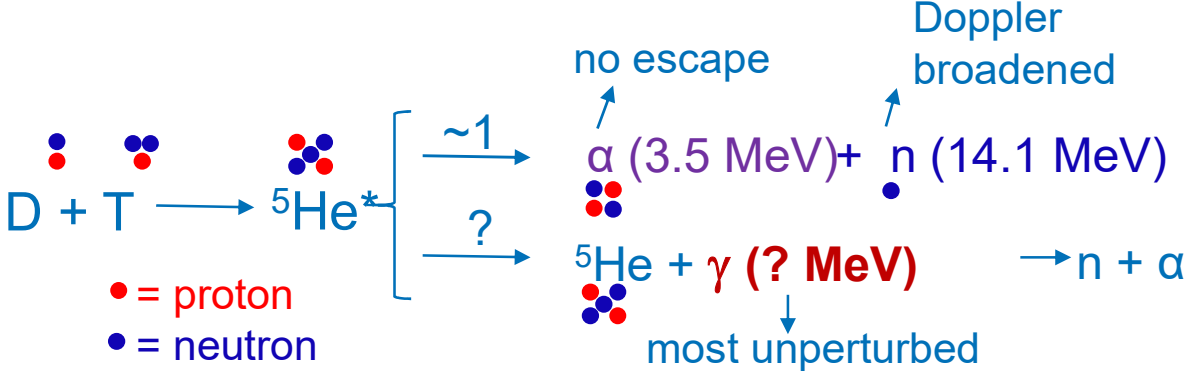 Doppler
broadened
no escape
~1
α (3.5 MeV)+ n (14.1 MeV)
D + T
⁵He*
?
⁵He + γ (? MeV)
n + α
= proton
= neutron
most unperturbed